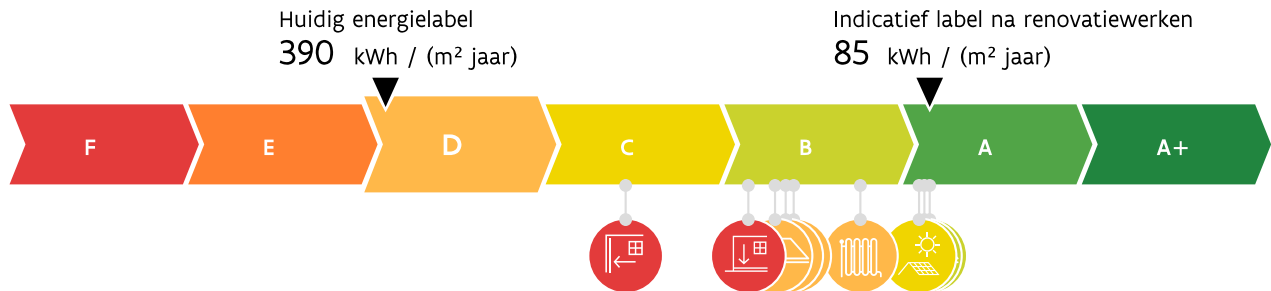 Huidig energielabel
390 kWh / (m² jaar)
Indicatief label na renovatiewerken
85 kWh / (m² jaar)
F E D C B A A+